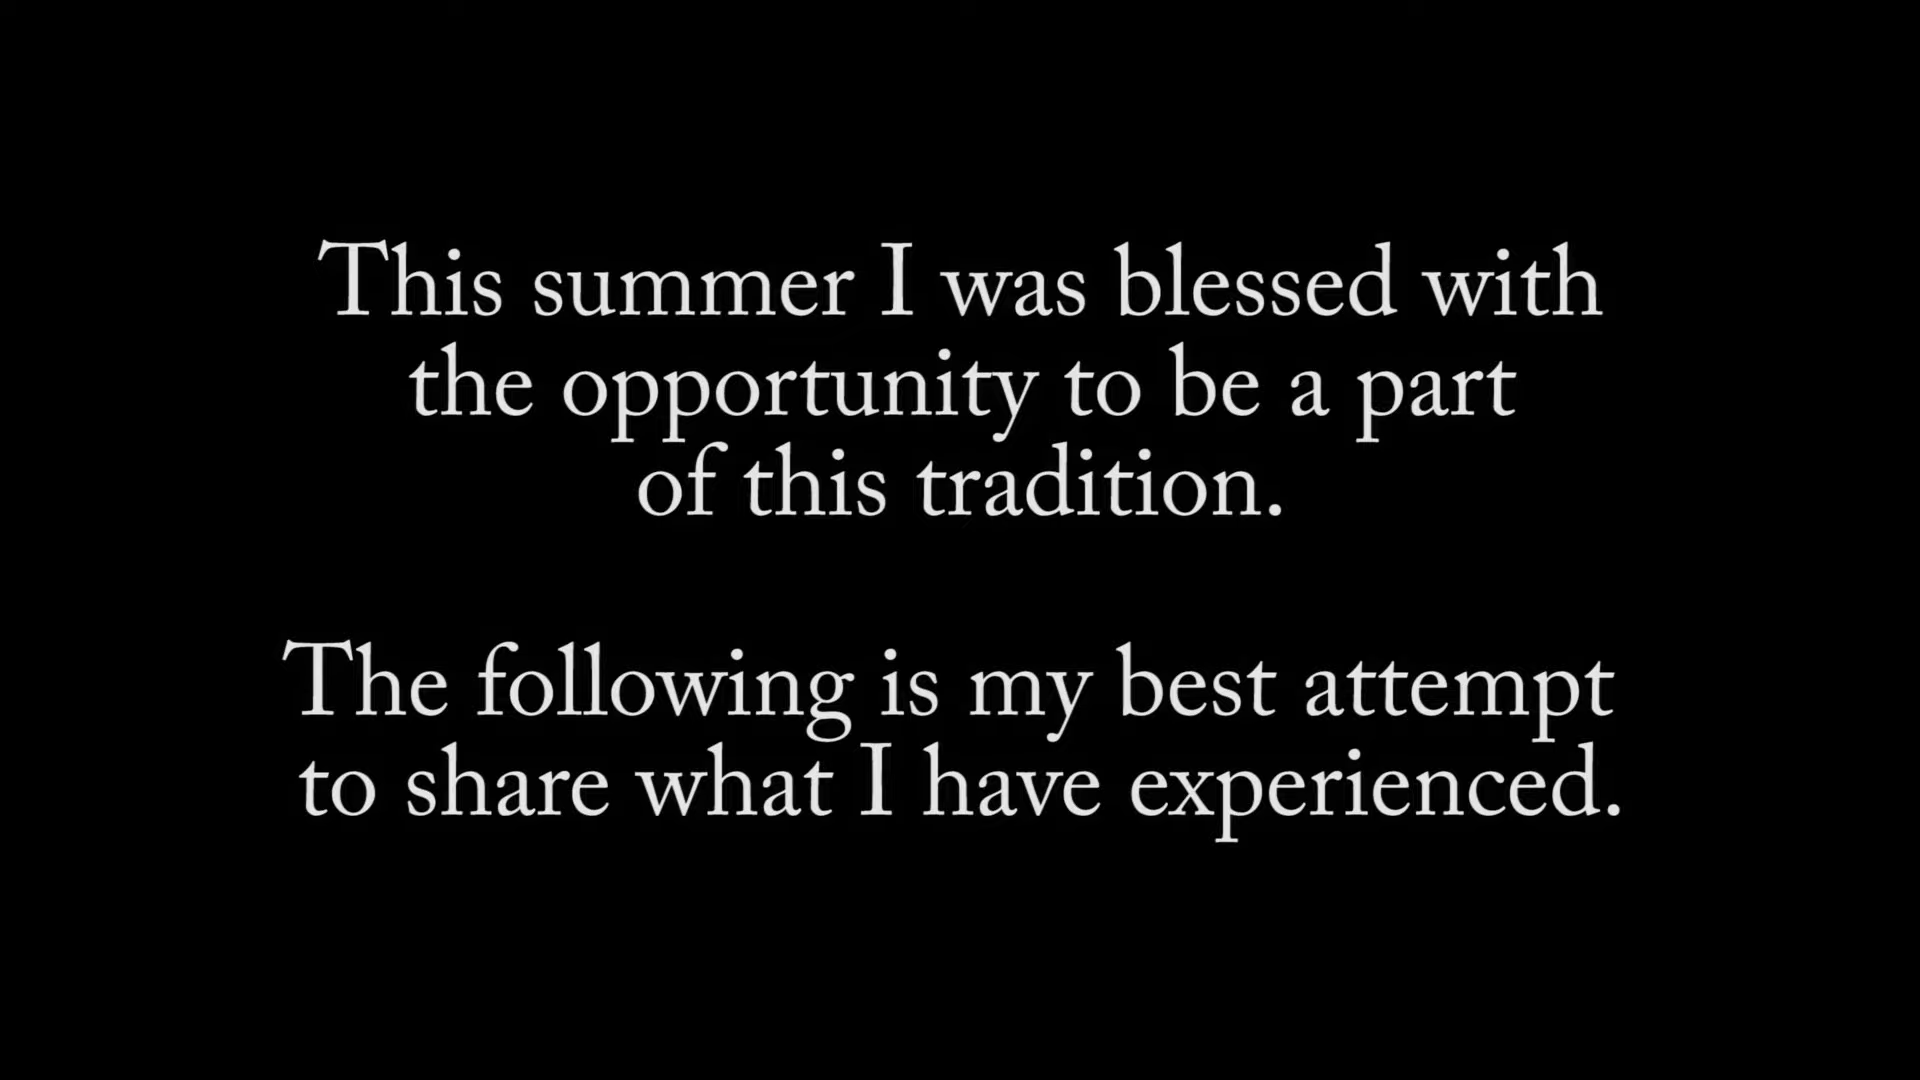 This summer I was blessed with
the opportunity to be a part
of this tradition.
The following is my best attempt
to share what I have experienced.